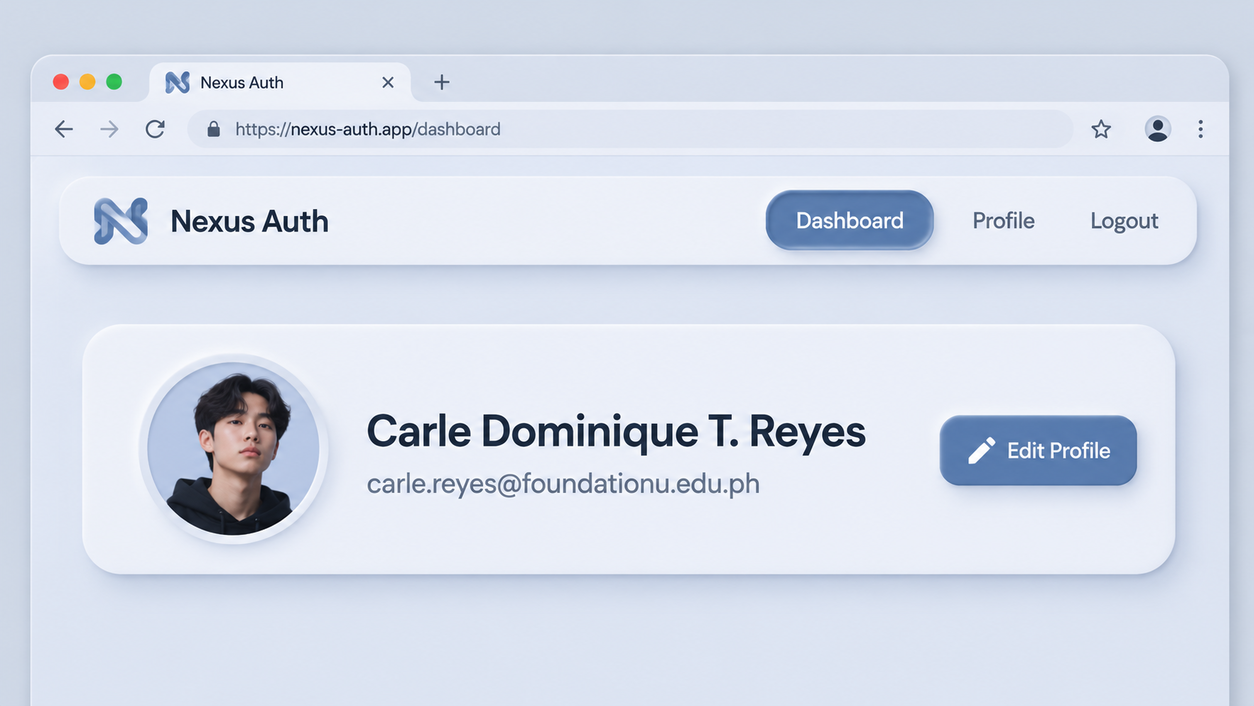 Nexus Auth
https://nexus-auth.app/dashboard
Nexus Auth
Dashboard
Profile
Logout
Carle Dominique T. Reyes
carle.reyes@foundationu.edu.ph
Edit Profile